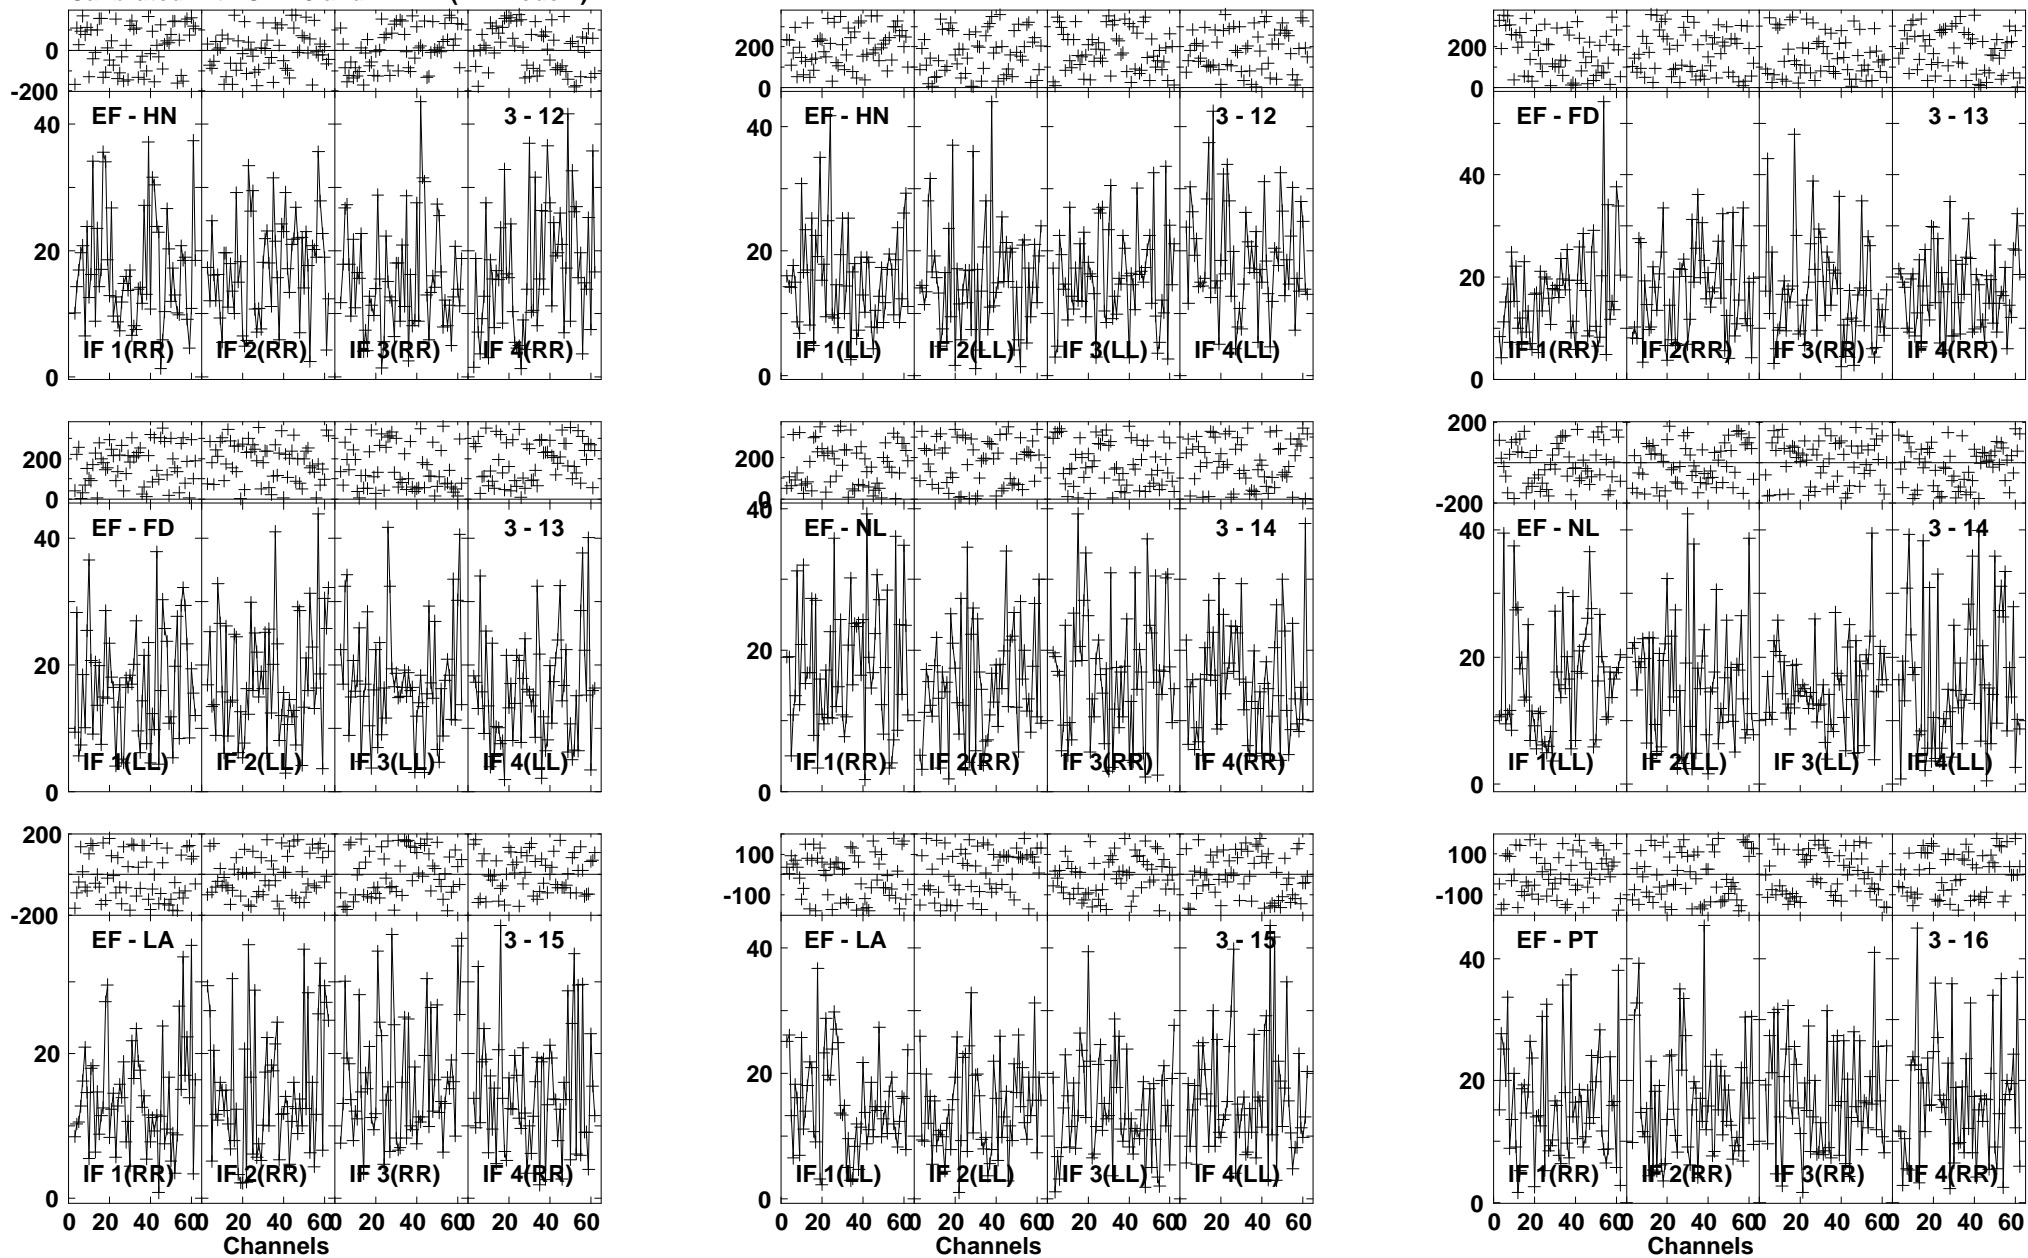 0 200 200
-200 0 0
EF - HN 3 - 12 EF - HN 3 - 12 EF - FD 3 - 13
40 40 40
20 20 20
IF 1(RR) IF 2(RR) IF 3(RR) IF 4(RR) IF 1(LL) IF 2(LL) IF 3(LL) IF 4(LL) IF 1(RR) IF 2(RR) IF 3(RR) IF 4(RR)
0 0 0
200 200 200
0 0 -200
EF - FD 3 - 13 EF - NL 3 - 14 EF - NL 3 - 14
40 40 40
20 20 20
IF 1(LL) IF 2(LL) IF 3(LL) IF 4(LL) IF 1(RR) IF 2(RR) IF 3(RR) IF 4(RR) IF 1(LL) IF 2(LL) IF 3(LL) IF 4(LL)
0 0 0
200 100 100
-200 -100 -100
EF - LA 3 - 15 EF - LA 3 - 15 EF - PT 3 - 16
40 40
20 20 20
IF 1(RR) IF 2(RR) IF 3(RR) IF 4(RR) IF 1(LL) IF 2(LL) IF 3(LL) IF 4(LL) IF 1(RR) IF 2(RR) IF 3(RR) IF 4(RR)
0 0 0
0 20 40 60 0 20 40 60 0 20 40 60 0 20 40 60 0 20 40 60 0 20 40 60 0 20 40 60 0 20 40 60 0 20 40 60 0 20 40 60 0 20 40 60 0 20 40 60
Channels Channels Channels